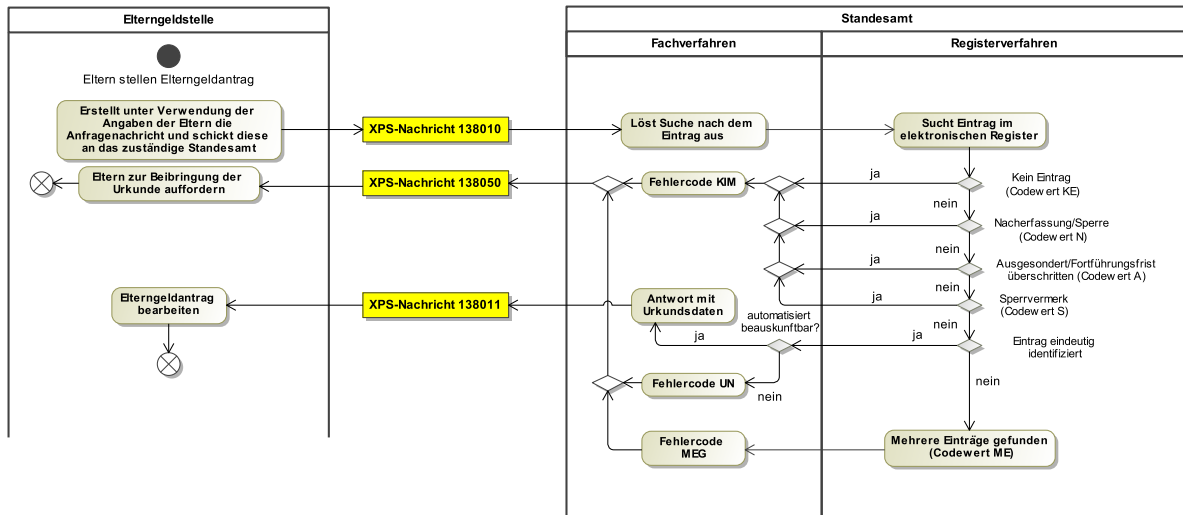 Elterngeldstelle
Standesamt
Fachverfahren
Registerverfahren
Eltern stellen Elterngeldantrag
Erstellt unter Verwendung der
Angaben der Eltern die
Anfragenachricht und schickt diese
an das zuständige Standesamt
XPS-Nachricht 138010
Löst Suche nach dem
Eintrag aus
Sucht Eintrag im
elektronischen Register
Eltern zur Beibringung der
Urkunde auffordern
XPS-Nachricht 138050
Fehlercode KIM
ja
Kein Eintrag
(Codewert KE)
nein
ja
Nacherfassung/Sperre
(Codewert N)
nein
ja
Ausgesondert/Fortführungsfrist
überschritten (Codewert A)
nein
Elterngeldantrag
bearbeiten
XPS-Nachricht 138011
Antwort mit
Urkundsdaten
ja
Sperrvermerk
(Codewert S)
automatisiert
beauskunftbar?
nein
ja
ja
Eintrag eindeutig
identifiziert
Fehlercode UN
nein
nein
Fehlercode
MEG
Mehrere Einträge gefunden
(Codewert ME)